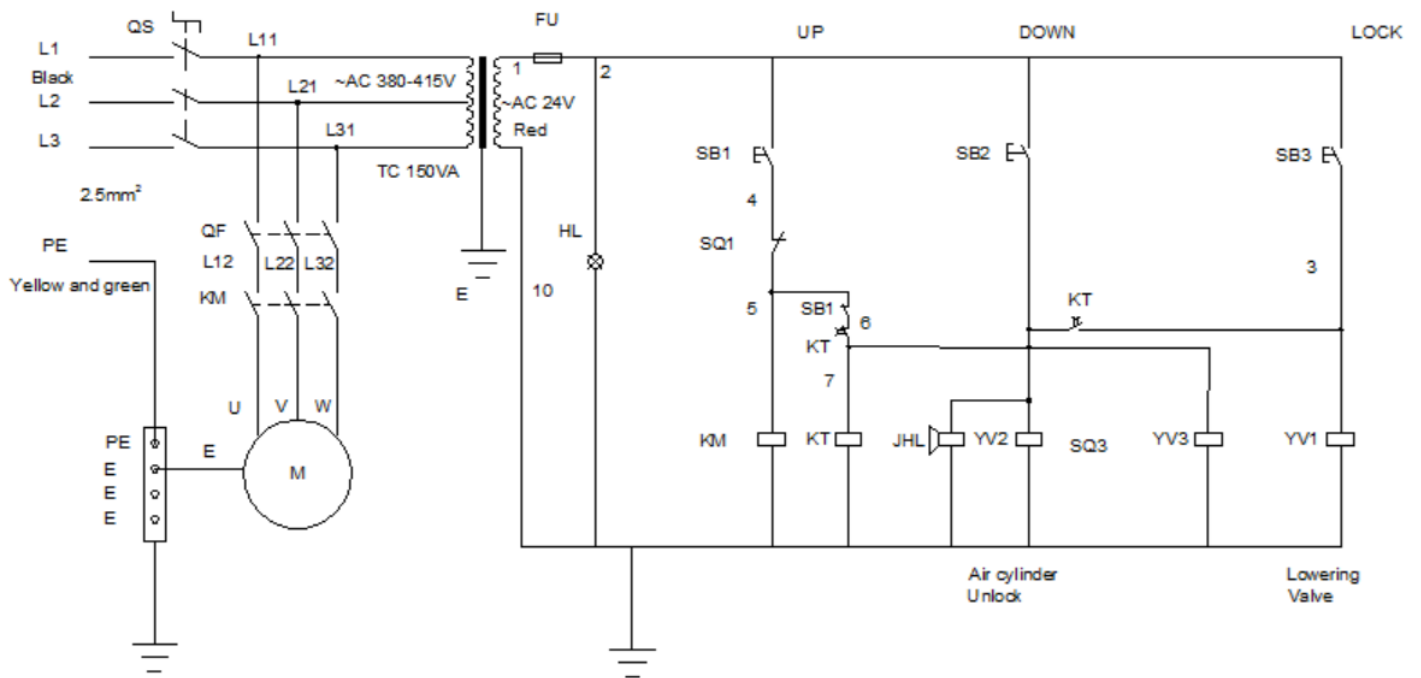 QS
L11
FU
UP
DOWN
LOCK
L1
Black
L2
L3
L21
~AC 380-415V
L31
TC 150VA
1
~AC 24V
Red
2
2.5mm²
SB1
SB2
SB3
4
PE
Yellow and green
QF
L12
L22
L32
KM
E
10
HL
SQ1
5
SB1
6
KT
7
KT
3
U
V
W
PE
E
E
E
E
M
KM
KT
JHL
YV2
SQ3
YV3
YV1
Air cylinder
Unlock
Lowering
Valve